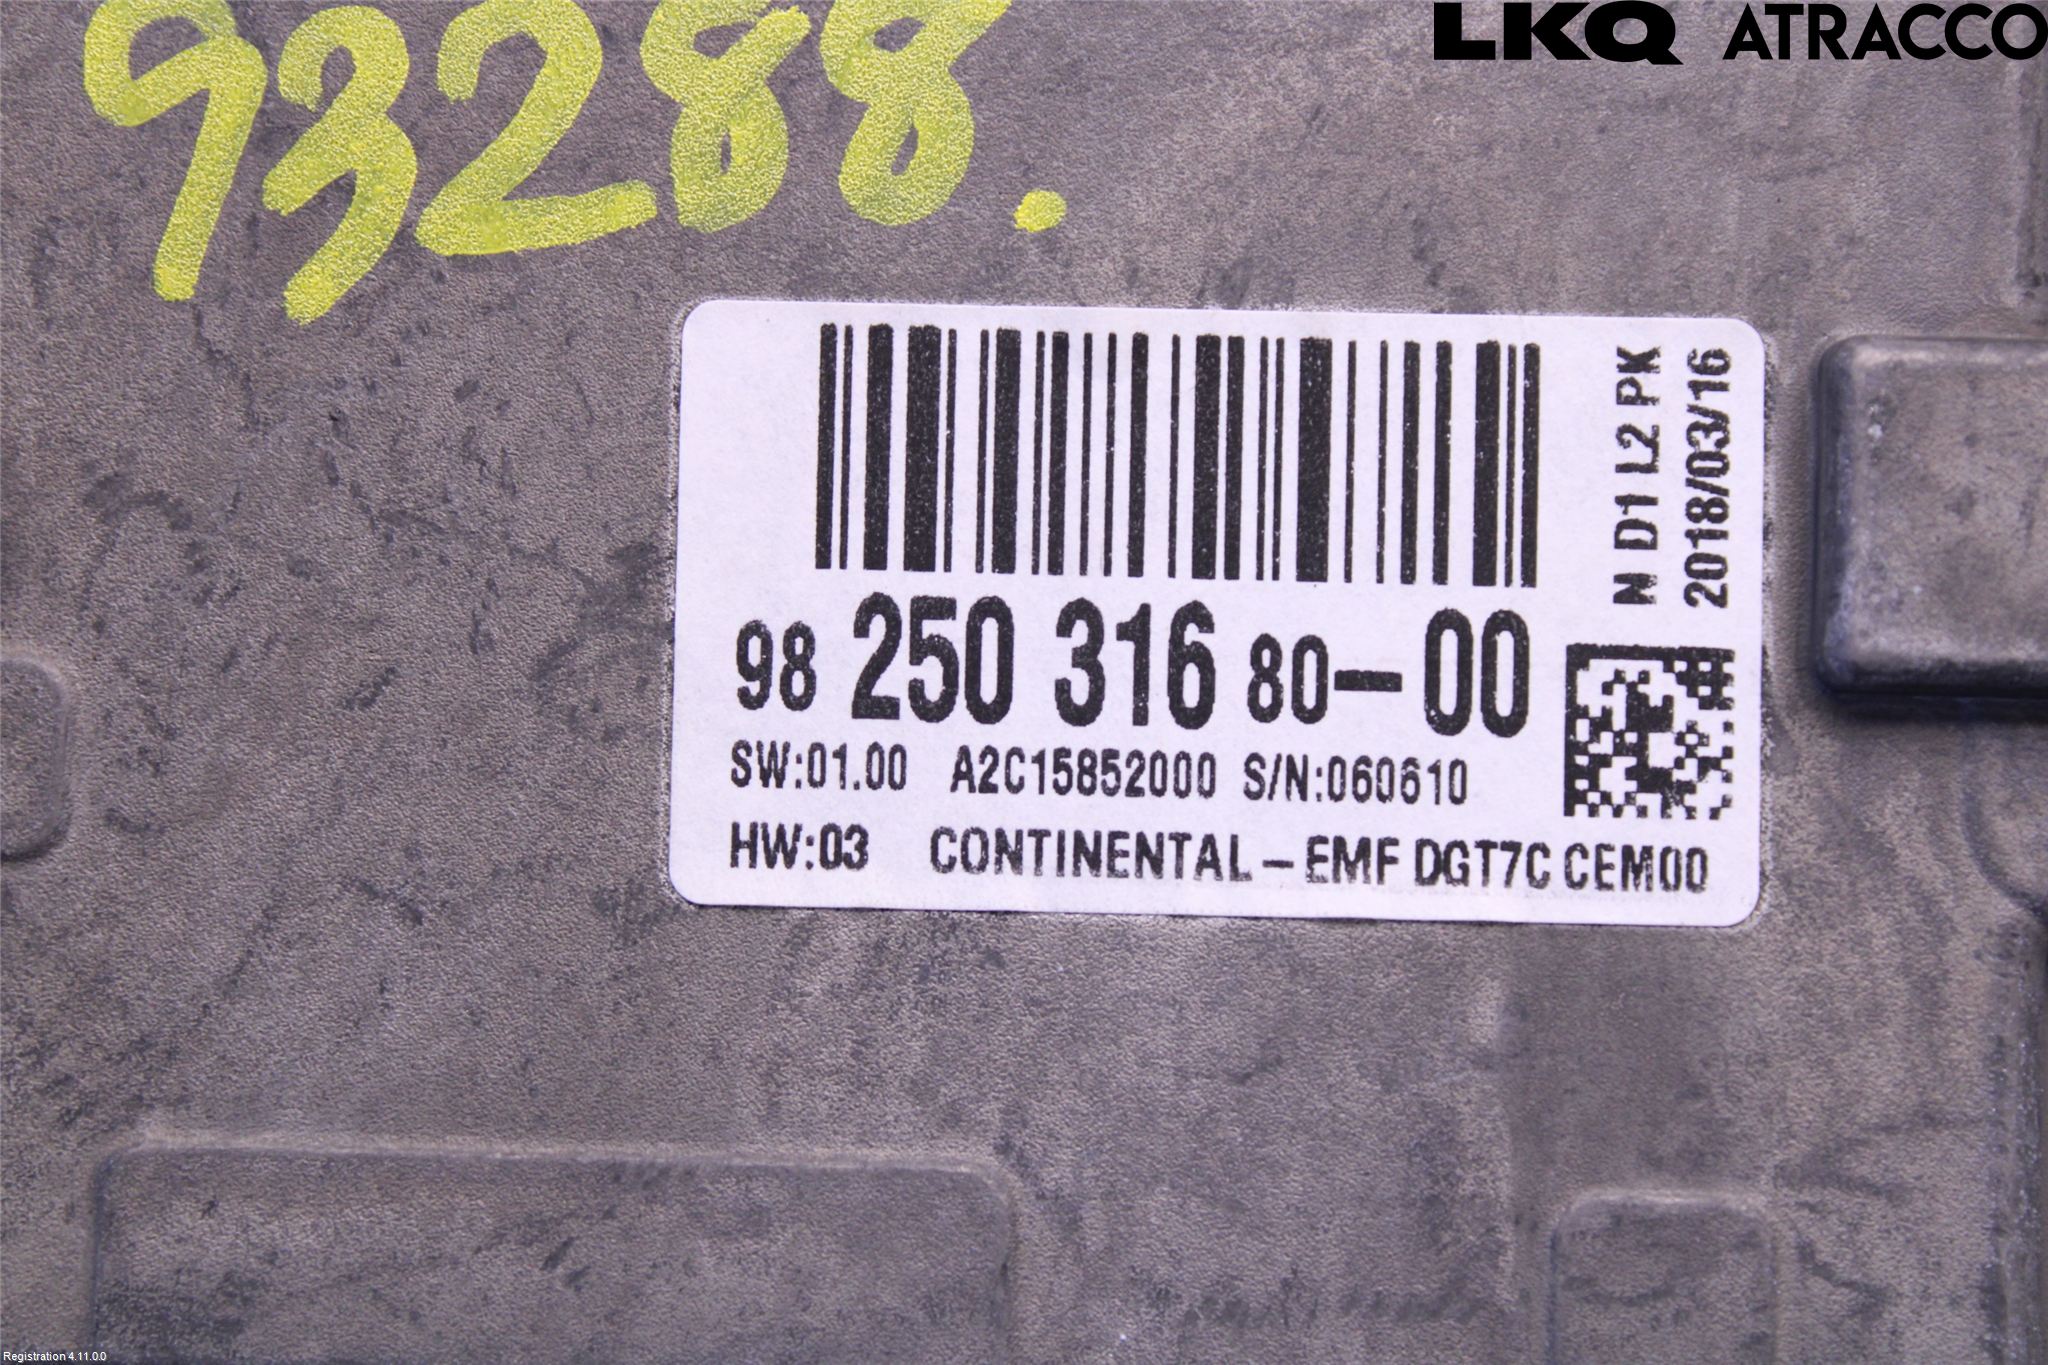 LKQ ATRACCO
93288.
N D1 L2 PK
2018/03/16
98 250 316 80-00
SW:01.00 A2C15852000 S/N:060610
HW:03 CONTINENTAL-EMF DGT7C CEM00
Registration 4.11.0.0